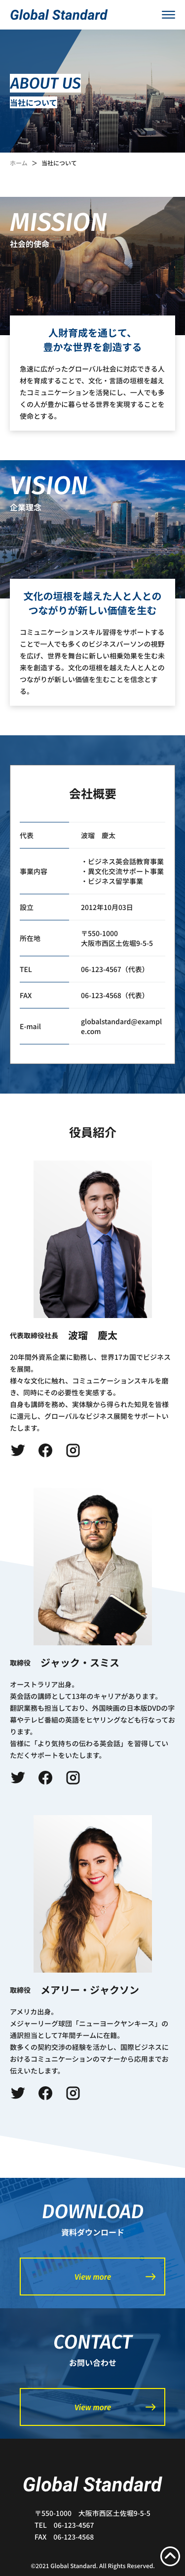 Global Standard
ABOUT US
当社について
ホーム > 当社について
MISSION
社会的使命
人財育成を通じて、
豊かな世界を創造する
急速に広がったグローバル社会に対応できる人
材を育成することで、文化・言語の垣根を越え
たコミュニケーションを活発にし、一人でも多
くの人が豊かに暮らせる世界を実現することを
使命とする。
VISION
企業理念
文化の垣根を越えた人と人との
つながりが新しい価値を生む
コミュニケーションスキル習得をサポートする
ことで一人でも多くのビジネスパーソンの視野
を広げ、世界を舞台に新しい相乗効果を生む未
来を創造する。文化の垣根を越えた人と人との
つながりが新しい価値を生むことを信念とす
る。
会社概要
代表 波瑠 慶太
事業内容 ・ビジネス英会話教育事業
・異文化交流サポート事業
・ビジネス留学事業
設立 2012年10月03日
所在地 〒550-1000
大阪市西区土佐堀9-5-5
TEL 06-123-4567（代表）
FAX 06-123-4568（代表）
E-mail globalstandard@exampl
e.com
役員紹介
代表取締役社長 波瑠 慶太
20年間外資系企業に勤務し、世界17カ国でビジネス
を展開。
様々な文化に触れ、コミュニケーションスキルを磨
き、同時にその必要性を実感する。
自身も講師を務め、実体験から得られた知見を皆様
に還元し、グローバルなビジネス展開をサポートい
たします。
取締役 ジャック・スミス
オーストラリア出身。
英会話の講師として13年のキャリアがあります。
翻訳業務も担当しており、外国映画の日本版DVDの字
幕やテレビ番組の英語をヒヤリングなども行なってお
ります。
皆様に「より気持ちの伝わる英会話」を習得してい
ただくサポートをいたします。
取締役 メアリー・ジャクソン
アメリカ出身。
メジャーリーグ球団「ニューヨークヤンキース」の
通訳担当として7年間チームに在籍。
数多くの契約交渉の経験を活かし、国際ビジネスに
おけるコミュニケーションのマナーから応用までお
伝えいたします。
DOWNLOAD
資料ダウンロード
View more
CONTACT
お問い合わせ
View more
Global Standard
〒550-1000 大阪市西区土佐堀9-5-5
TEL 06-123-4567
FAX 06-123-4568
©2021 Global Standard. All Rights Reserved.